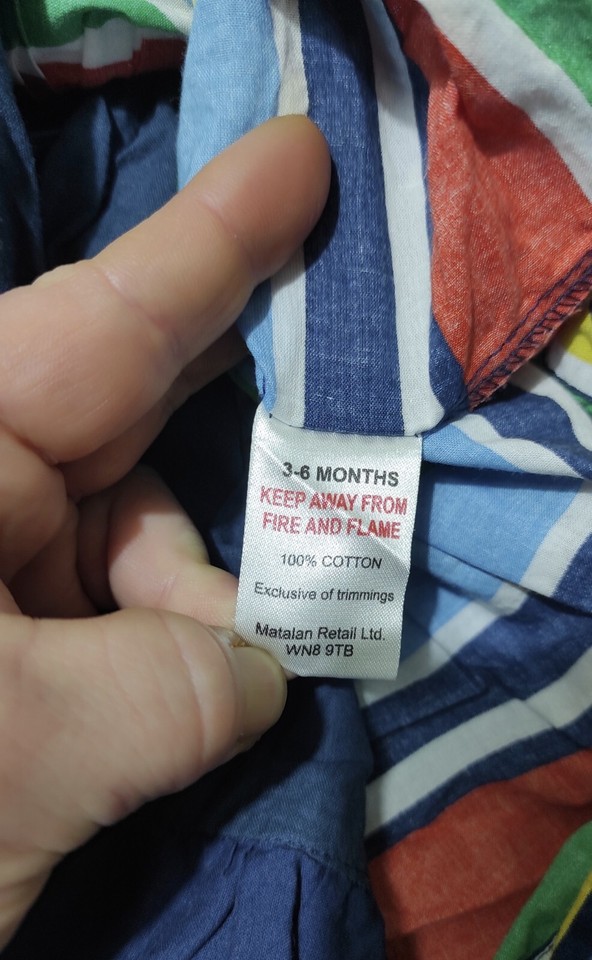 3-6 MONTHS
KEEP AWAY FROM
FIRE AND FLAME
100% COTTON
Exclusive of trimmings
Matalan Retail Ltd.
WN8 9TB